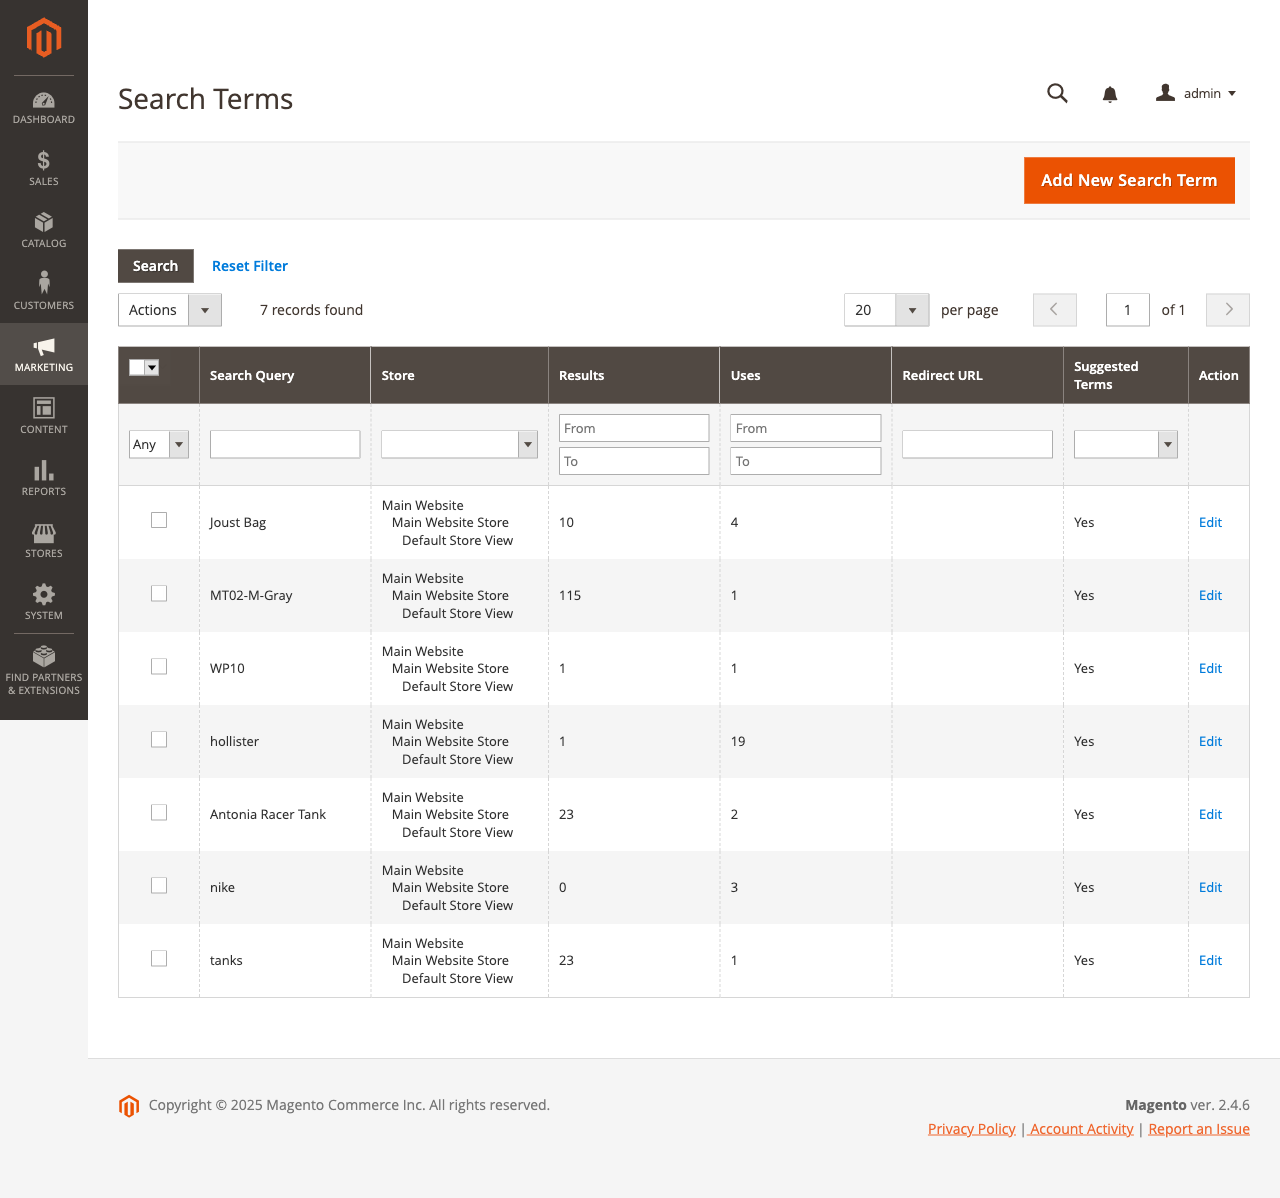 Search Terms
admin
DASHBOARD
SALES
CATALOG
CUSTOMERS
MARKETING
CONTENT
REPORTS
STORES
SYSTEM
FIND PARTNERS
& EXTENSIONS
Add New Search Term
Search Reset Filter
Actions 7 records found 20 per page 1 of 1
Search Query Store Results Uses Redirect URL Suggested Terms Action
Any From To From To
Joust Bag Main Website Main Website Store Default Store View 10 4 Yes Edit
MT02-M-Gray Main Website Main Website Store Default Store View 115 1 Yes Edit
WP10 Main Website Main Website Store Default Store View 1 1 Yes Edit
hollister Main Website Main Website Store Default Store View 1 19 Yes Edit
Antonia Racer Tank Main Website Main Website Store Default Store View 23 2 Yes Edit
nike Main Website Main Website Store Default Store View 0 3 Yes Edit
tanks Main Website Main Website Store Default Store View 23 1 Yes Edit
Copyright © 2025 Magento Commerce Inc. All rights reserved.
Magento ver. 2.4.6
Privacy Policy | Account Activity | Report an Issue